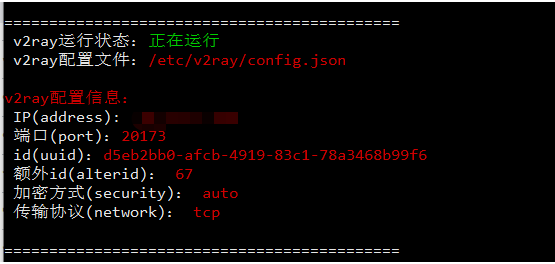 ============================================
v2ray运行状态：正在运行
v2ray配置文件：/etc/v2ray/config.json
v2ray配置信息：
IP(address):
端口(port)：20173
id(uuid)：d5eb2bb0-afcb-4919-83c1-78a3468b99f6
额外id(alterid)： 67
加密方式(security)： auto
传输协议(network)： tcp
============================================